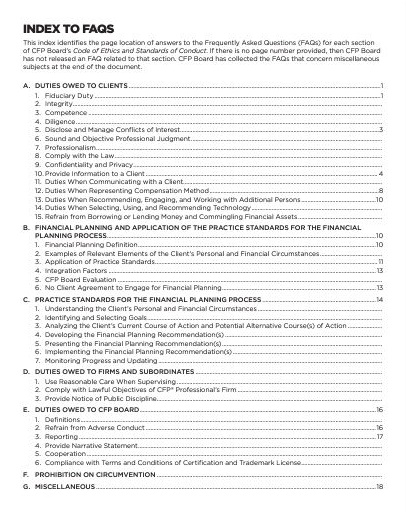 INDEX TO FAQS
This index identifies the page location of answers to the Frequently Asked Questions (FAQs) for each section
of CFP Board's Code of Ethics and Standards of Conduct. If there is no page number provided, then CFP Board
has not released an FAQ related to that section. CFP Board has collected the FAQs that concern miscellaneous
subjects at the end of the document.
A. DUTIES OWED TO CLIENTS 1
1. Fiduciary Duty 1
2. Integrity
3. Competence
4. Diligence
5. Disclose and Manage Conflicts of Interest 3
6. Sound and Objective Professional Judgment
7. Professionalism
8. Comply with the Law
9. Confidentiality and Privacy
10. Provide Information to a Client 4
11. Duties When Communicating with a Client
12. Duties When Representing Compensation Method 8
13. Duties When Recommending, Engaging, and Working with Additional Persons 10
14. Duties When Selecting, Using, and Recommending Technology
15. Refrain from Borrowing or Lending Money and Commingling Financial Assets
B. FINANCIAL PLANNING AND APPLICATION OF THE PRACTICE STANDARDS FOR THE FINANCIAL
PLANNING PROCESS 10
1. Financial Planning Definition 10
2. Examples of Relevant Elements of the Client's Personal and Financial Circumstances
3. Application of Practice Standards 11
4. Integration Factors 13
5. CFP Board Evaluation
6. No Client Agreement to Engage for Financial Planning 13
C. PRACTICE STANDARDS FOR THE FINANCIAL PLANNING PROCESS 14
1. Understanding the Client's Personal and Financial Circumstances
2. Identifying and Selecting Goals
3. Analyzing the Client's Current Course of Action and Potential Alternative Course(s) of Action
4. Developing the Financial Planning Recommendation(s)
5. Presenting the Financial Planning Recommendation(s)
6. Implementing the Financial Planning Recommendation(s)
7. Monitoring Progress and Updating
D. DUTIES OWED TO FIRMS AND SUBORDINATES
1. Use Reasonable Care When Supervising
2. Comply with Lawful Objectives of CFP® Professional's Firm
3. Provide Notice of Public Discipline
E. DUTIES OWED TO CFP BOARD 16
1. Definitions
2. Refrain from Adverse Conduct 16
3. Reporting 17
4. Provide Narrative Statement
5. Cooperation
6. Compliance with Terms and Conditions of Certification and Trademark License
F. PROHIBITION ON CIRCUMVENTION
G. MISCELLANEOUS 18